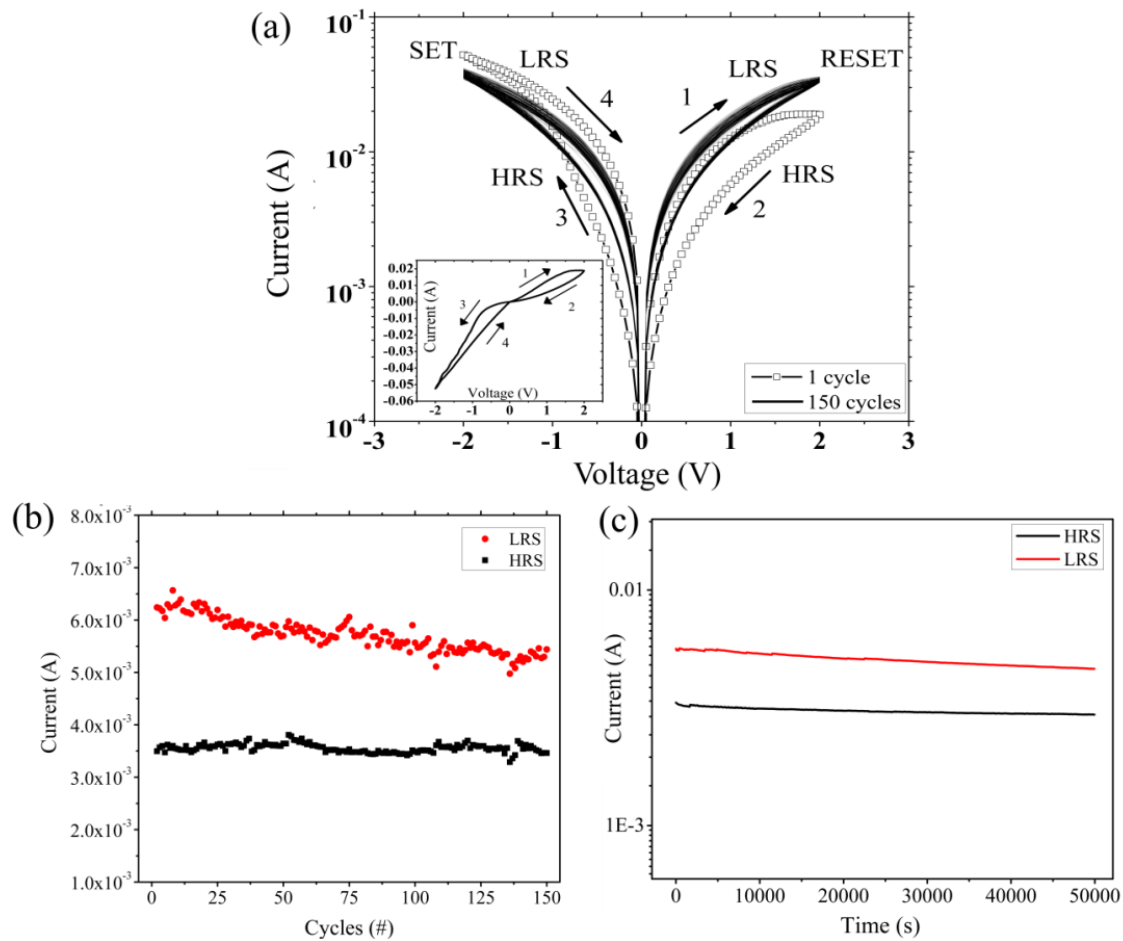 (a)
10⁻¹
10⁻²
10⁻³
10⁻⁴
Current (A)
SET
LRS
4
1
LRS
RESET
HRS
3
HRS
2
0.02
0.01
0.00
-0.01
-0.02
-0.03
-0.04
-0.05
-0.06
Current (A)
1
2
3
4
Voltage (V)
-2 -1 0 1 2
1 cycle
150 cycles
-3 -2 -1 0 1 2 3
Voltage (V)
(b)
8.0x10⁻³
7.0x10⁻³
6.0x10⁻³
5.0x10⁻³
4.0x10⁻³
3.0x10⁻³
2.0x10⁻³
1.0x10⁻³
Current (A)
LRS
HRS
0 25 50 75 100 125 150
Cycles (#)
(c)
0.01
1E-3
Current (A)
HRS
LRS
0 10000 20000 30000 40000 50000
Time (s)